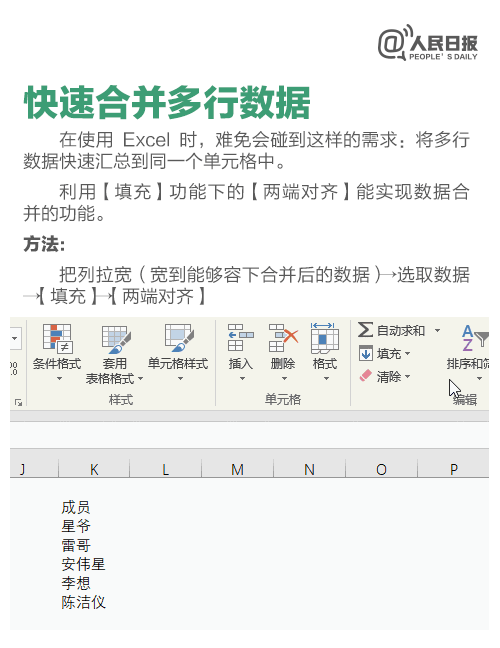 @人民日报
PEOPLE'S DAILY
快速合并多行数据
在使用 Excel 时，难免会碰到这样的需求：将多行
数据快速汇总到同一个单元格中。
利用【填充】功能下的【两端对齐】能实现数据合
并的功能。
方法：
把列拉宽（宽到能够容下合并后的数据）→选取数据
→【填充】→【两端对齐】
自动求和
填充
清除
条件格式
套用
表格格式
单元格样式
插入
删除
格式
排序和筛
样式
单元格
编辑
J K L M N O P
成员
星爷
雷哥
安伟星
李想
陈洁仪